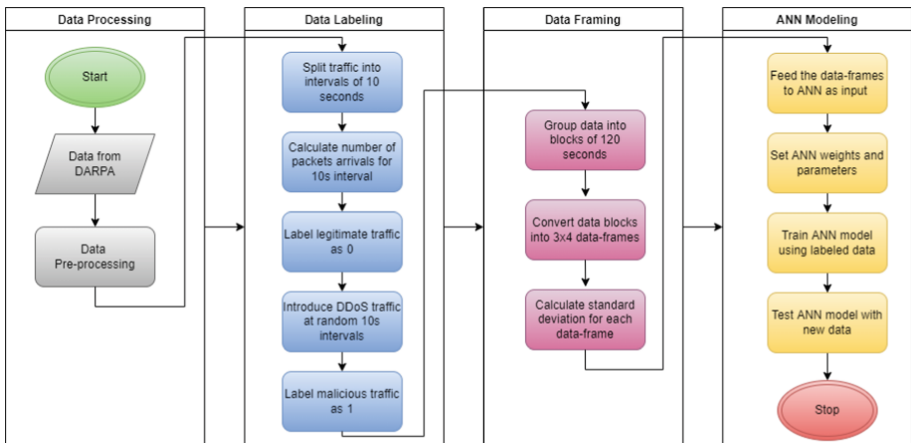 Data Processing
Start
Data from
DARPA
Data
Pre-processing
Data Labeling
Split traffic into
intervals of 10
seconds
Calculate number of
packets arrivals for
10s interval
Label legitimate traffic
as 0
Introduce DDoS traffic
at random 10s
intervals
Label malicious traffic
as 1
Data Framing
Group data into
blocks of 120
seconds
Convert data blocks
into 3x4 data-frames
Calculate standard
deviation for each
data-frame
ANN Modeling
Feed the data-frames
to ANN as input
Set ANN weights and
parameters
Train ANN model
using labeled data
Test ANN model with
new data
Stop